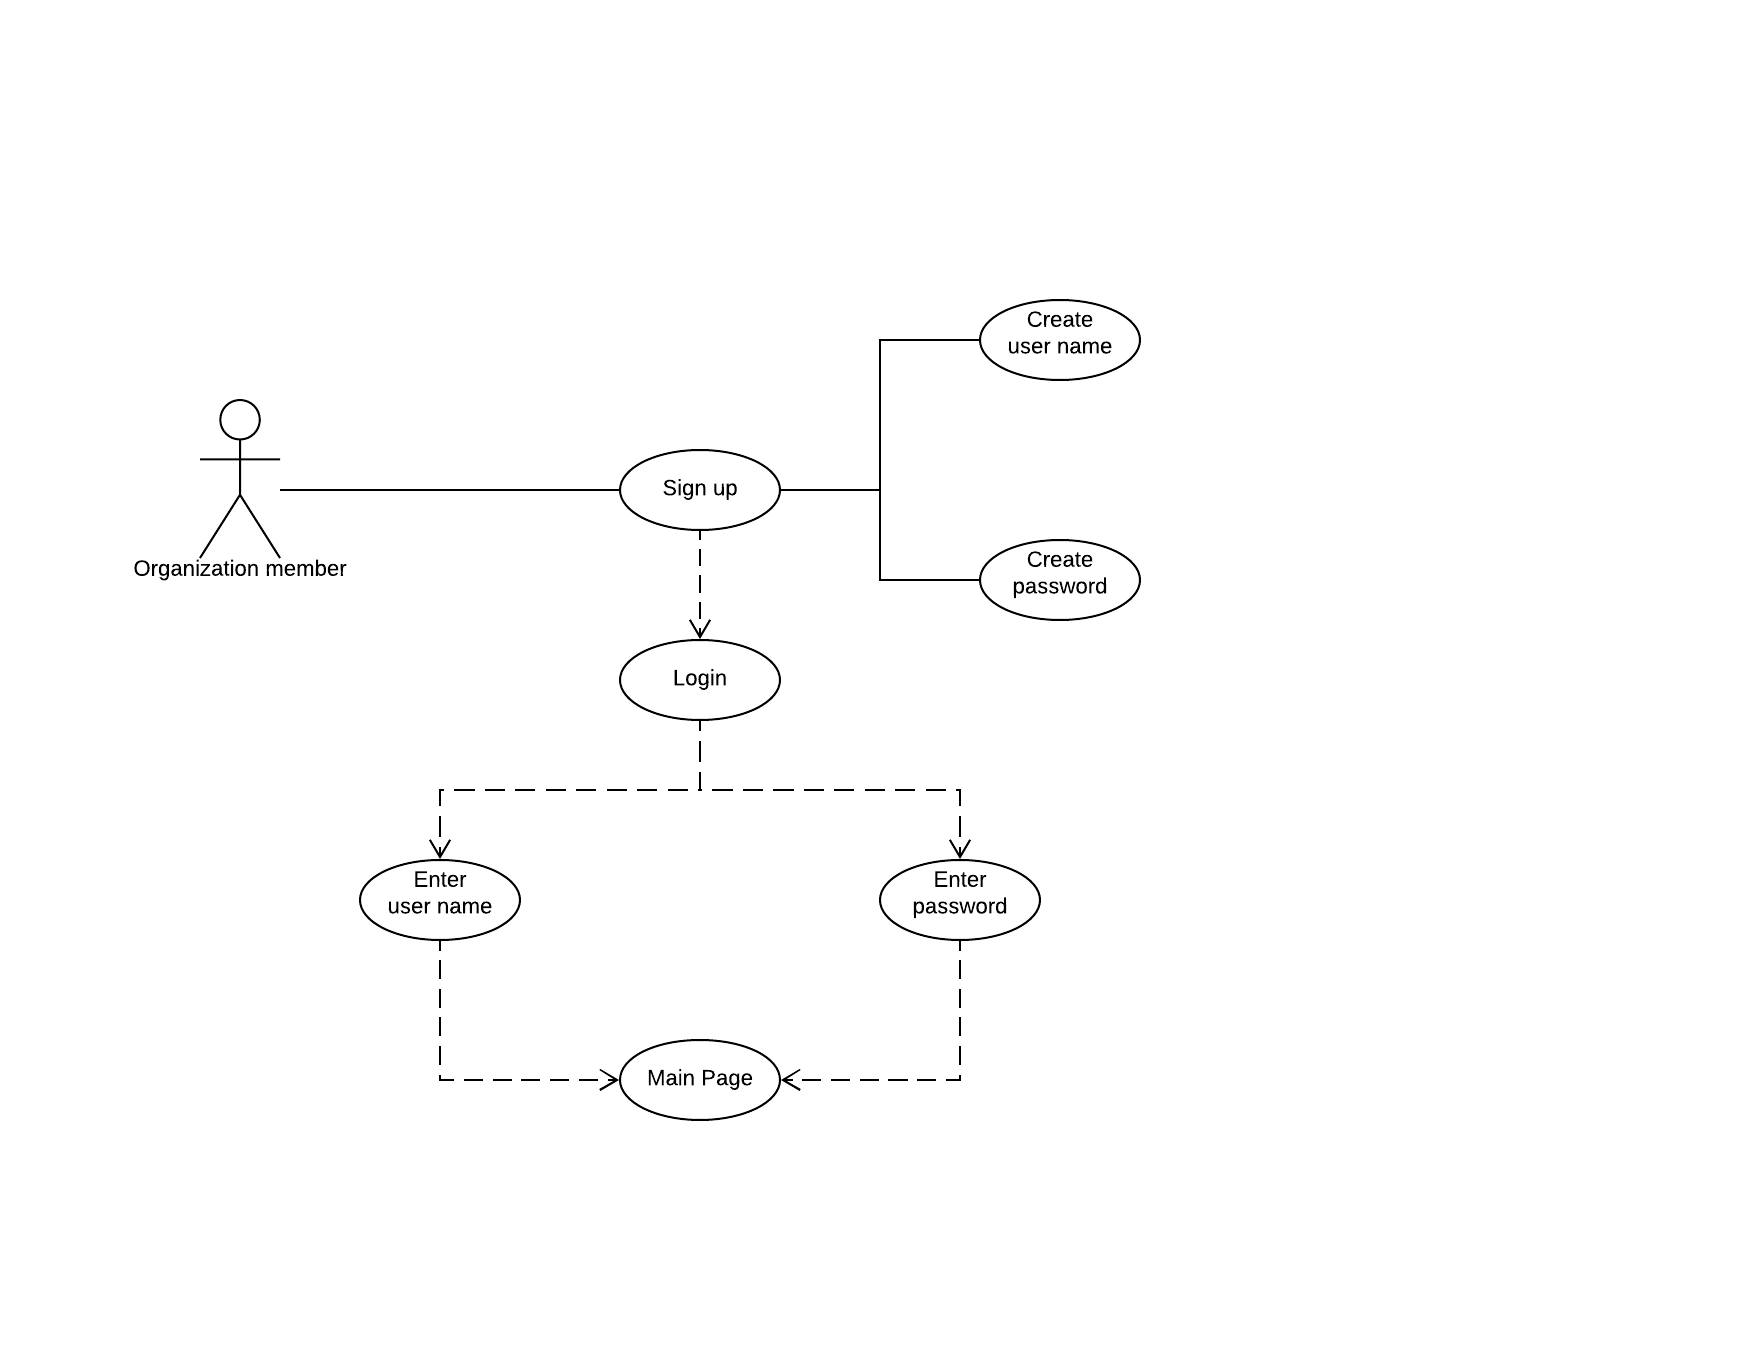 Create
user name
Sign up
Create
password
Organization member
Login
Enter
user name
Enter
password
Main Page